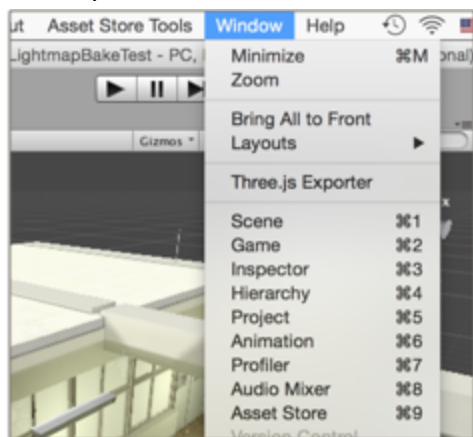 ut Asset Store Tools Window Help
LightmapBakeTest - PC, onal)
Gizmos
Minimize ⌘M
Zoom
Bring All to Front
Layouts
Three.js Exporter
x
Scene ⌘1
Game ⌘2
Inspector ⌘3
Hierarchy ⌘4
Project ⌘5
Animation ⌘6
Profiler ⌘7
Audio Mixer ⌘8
Asset Store ⌘9
Version Control